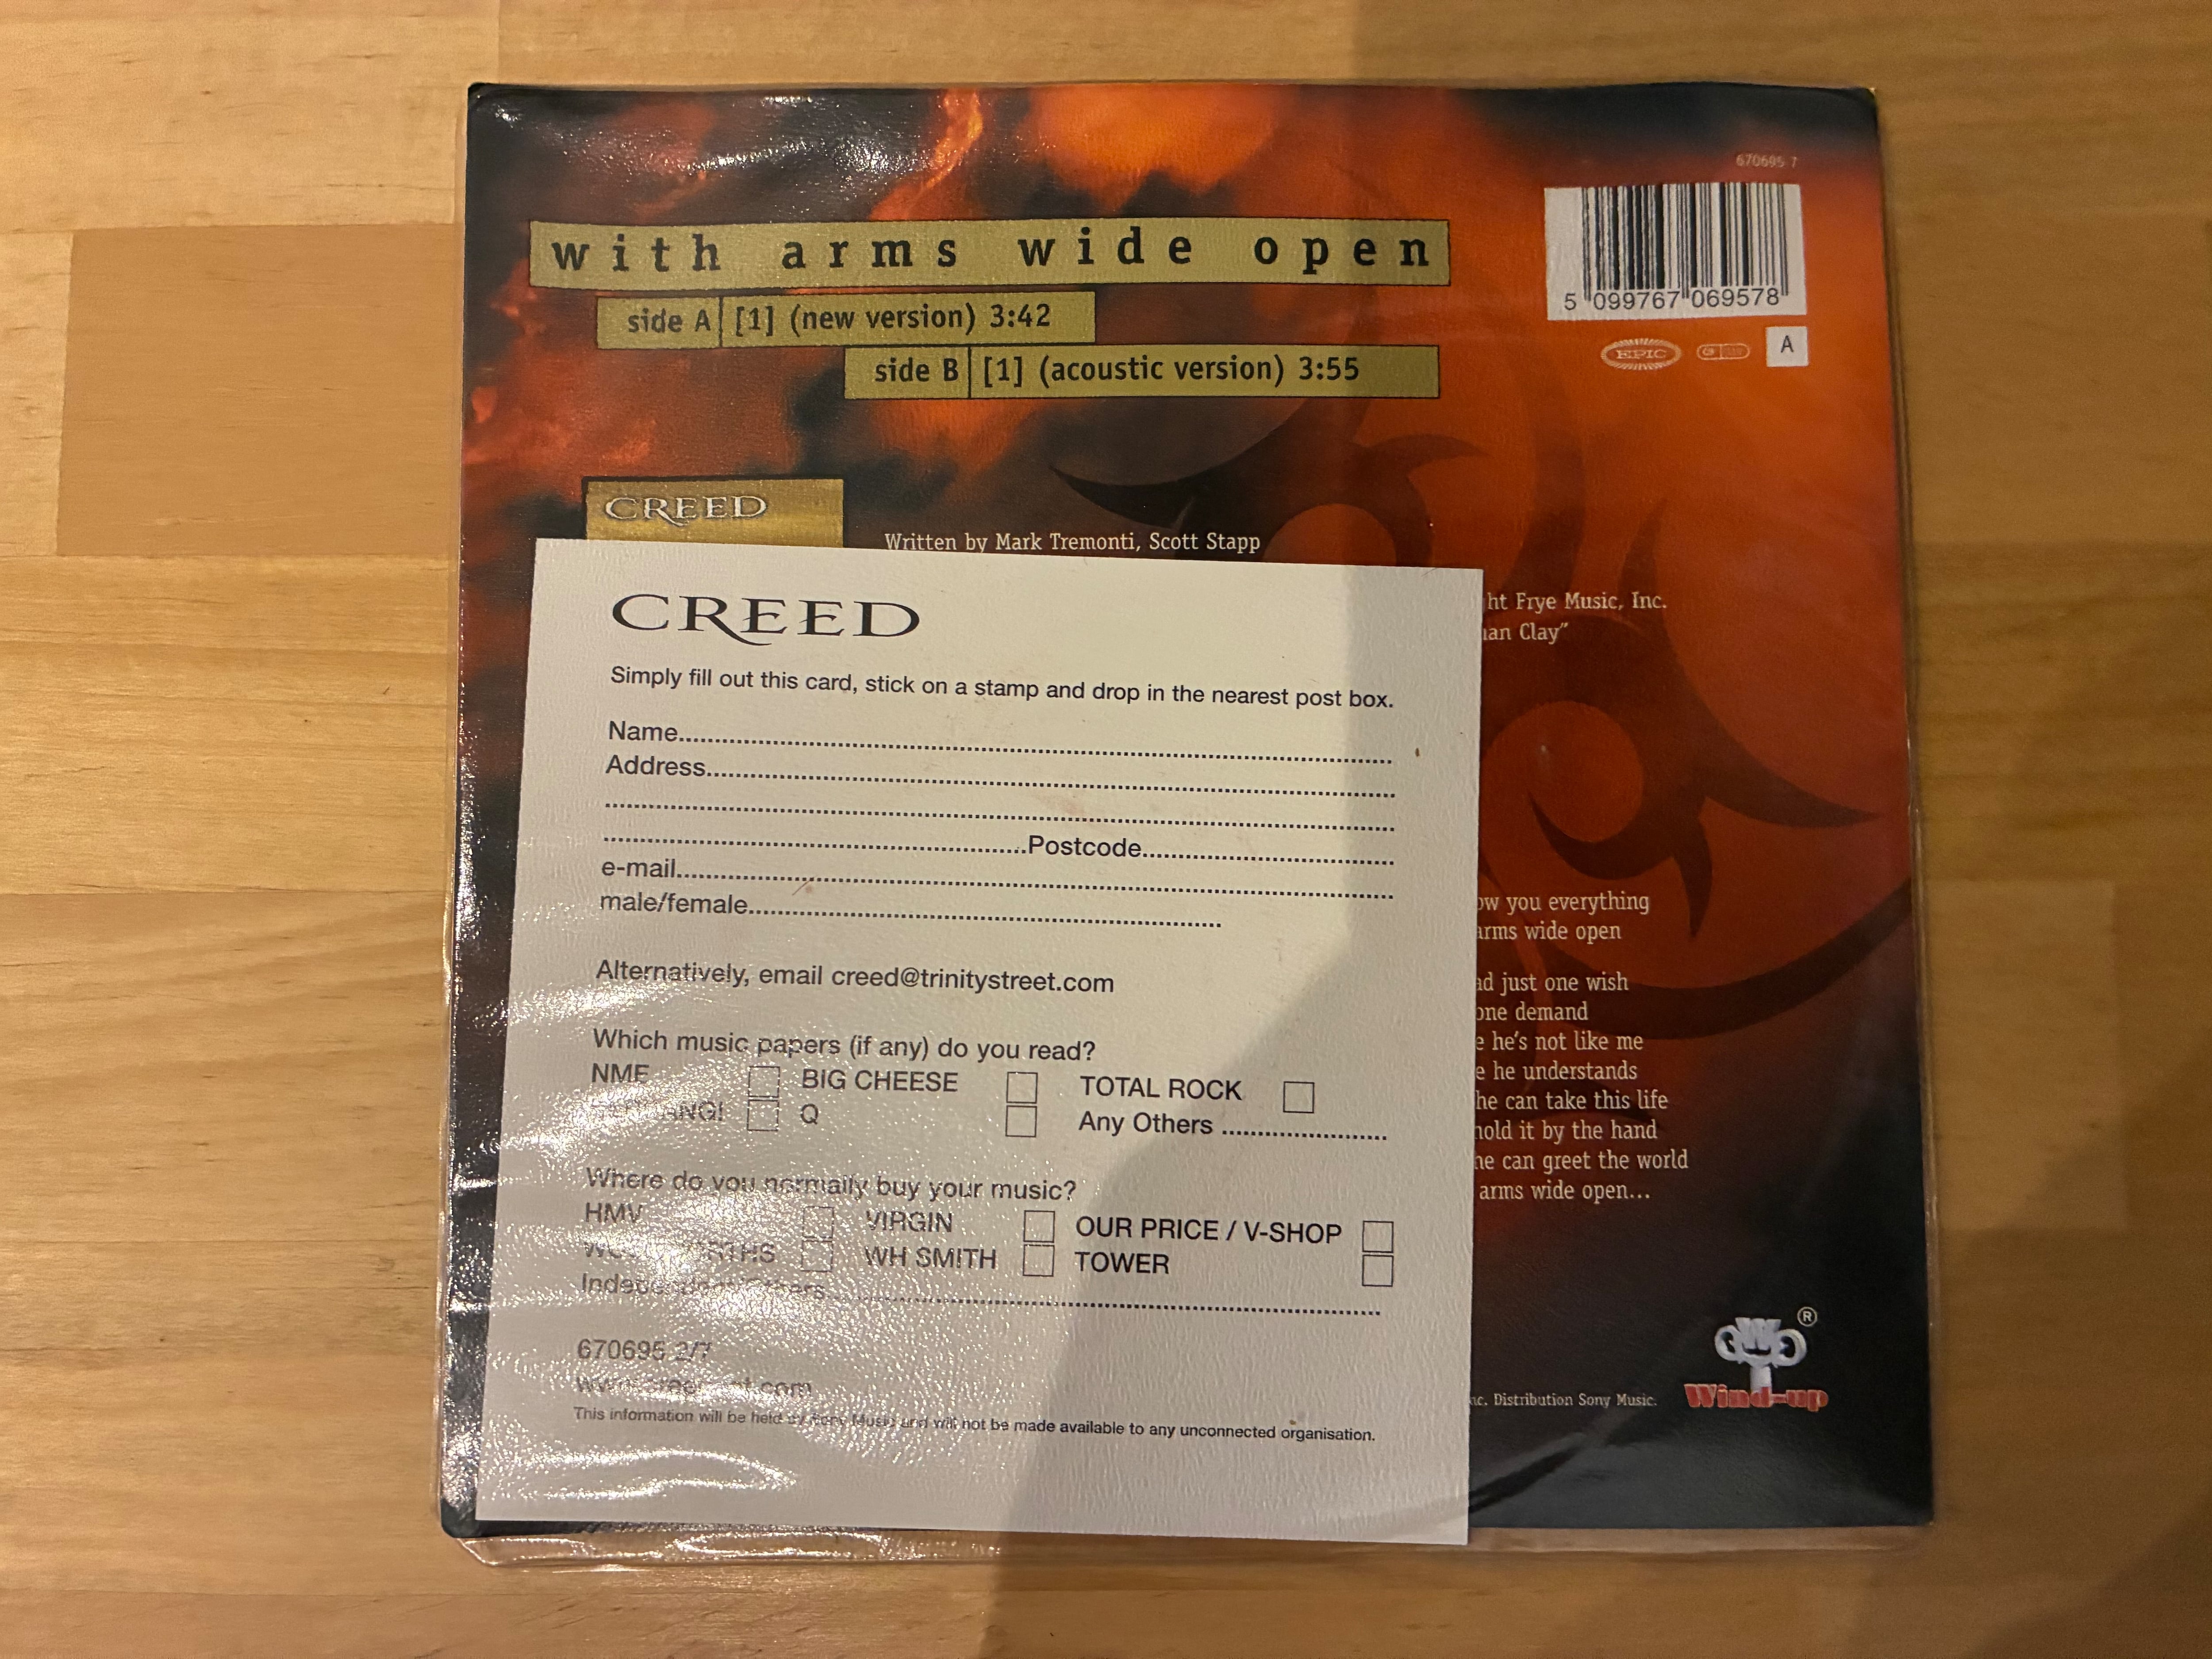 670695 7
with arms wide open
side A [1] (new version) 3:42
side B [1] (acoustic version) 3:55
5 099767 069578
EPIC
A
CREED
Written by Mark Tremonti, Scott Stapp
ht Frye Music, Inc.
an Clay”
CREED
Simply fill out this card, stick on a stamp and drop in the nearest post box.
Name
Address
Postcode
e-mail
male/female
Alternatively, email creed@trinitystreet.com
Which music papers (if any) do you read?
NME BIG CHEESE TOTAL ROCK
ANG! Q Any Others
Where do you normally buy your music?
HMV VIRGIN OUR PRICE / V-SHOP
WH SMITH TOWER
670695 2/7
This information will be held by Sony Music and will not be made available to any unconnected organisation.
ow you everything
arms wide open
ad just one wish
one demand
e he's not like me
e he understands
he can take this life
hold it by the hand
he can greet the world
arms wide open...
nc. Distribution Sony Music.
®
Wind-up